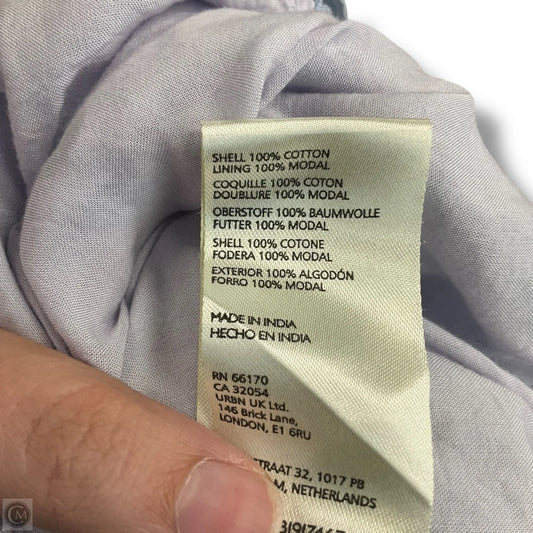 SHELL 100% COTTON
LINING 100% MODAL
COQUILLE 100% COTON
DOUBLURE 100% MODAL
OBERSTOFF 100% BAUMWOLLE
FUTTER 100% MODAL
SHELL 100% COTONE
FODERA 100% MODAL
EXTERIOR 100% ALGODÓN
FORRO 100% MODAL
MADE IN INDIA
HECHO EN INDIA
RN 66170
CA 32054
URBN UK Ltd.
146 Brick Lane,
LONDON, E1 6RU
32, 1017 PB
NETHERLANDS
CM